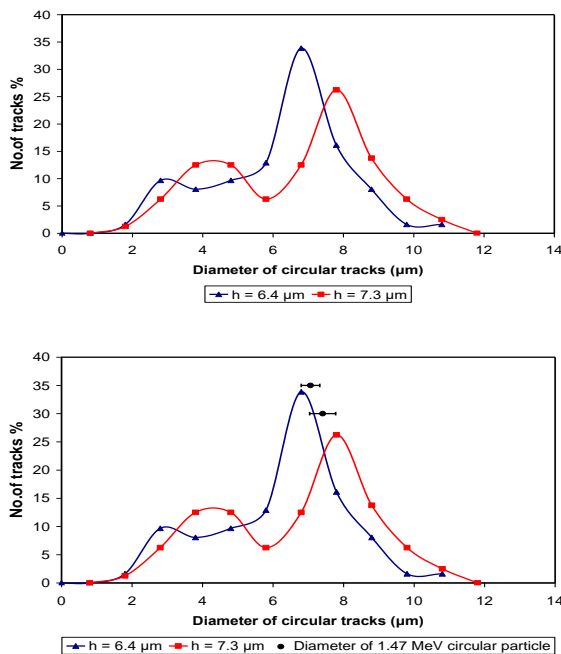 40
35
30
25
20
15
10
5
0
No.of tracks %
0 2 4 6 8 10 12 14
Diameter of circular tracks (µm)
h = 6.4 µm h = 7.3 µm
40
35
30
25
20
15
10
5
0
No.of tracks %
0 2 4 6 8 10 12 14
Diameter of circular tracks (µm)
h = 6.4 µm h = 7.3 µm Diameter of 1.47 MeV circular particle